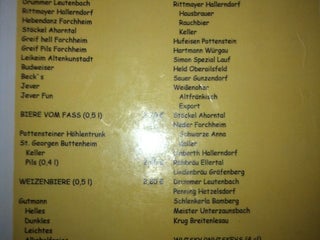 Drummer Leutenbach
Rittmayer Hallerndorf
Hebendanz Forchheim
Stöckel Ahorntal
Greif hell Forchheim
Greif Pils Forchheim
Leikeim Altenkunstadt
Budweiser
Beck`s
Jever
Jever Fun
BIERE VOM FASS (0,5 l)
Pottensteiner Höhlentrunk
St. Georgen Buttenheim
Keller
Pils (0,4 l)
WEIZENBIERE (0,5 l)
Gutmann
Helles
Dunkles
Leichtes
Rittmayer Hallerndorf
Hausbrauer
Rauchbier
Keller
Hufeisen Pottenstein
Hartmann Würgau
Simon Spezial Lauf
Held Oberailsfeld
Sauer Gunzendorf
Weißenohe
Altfränkisch
Export
Stöckel Ahorntal
Neder Forchheim
Schwarze Anna
Keller
Lieberth Hallerndorf
Rothbräu Ellertal
Lindenbräu Gräfenberg
Drummer Leutenbach
Penning Hetzelsdorf
Schlenkerla Bamberg
Meister Unterzaunsbach
Krug Breitenlesau